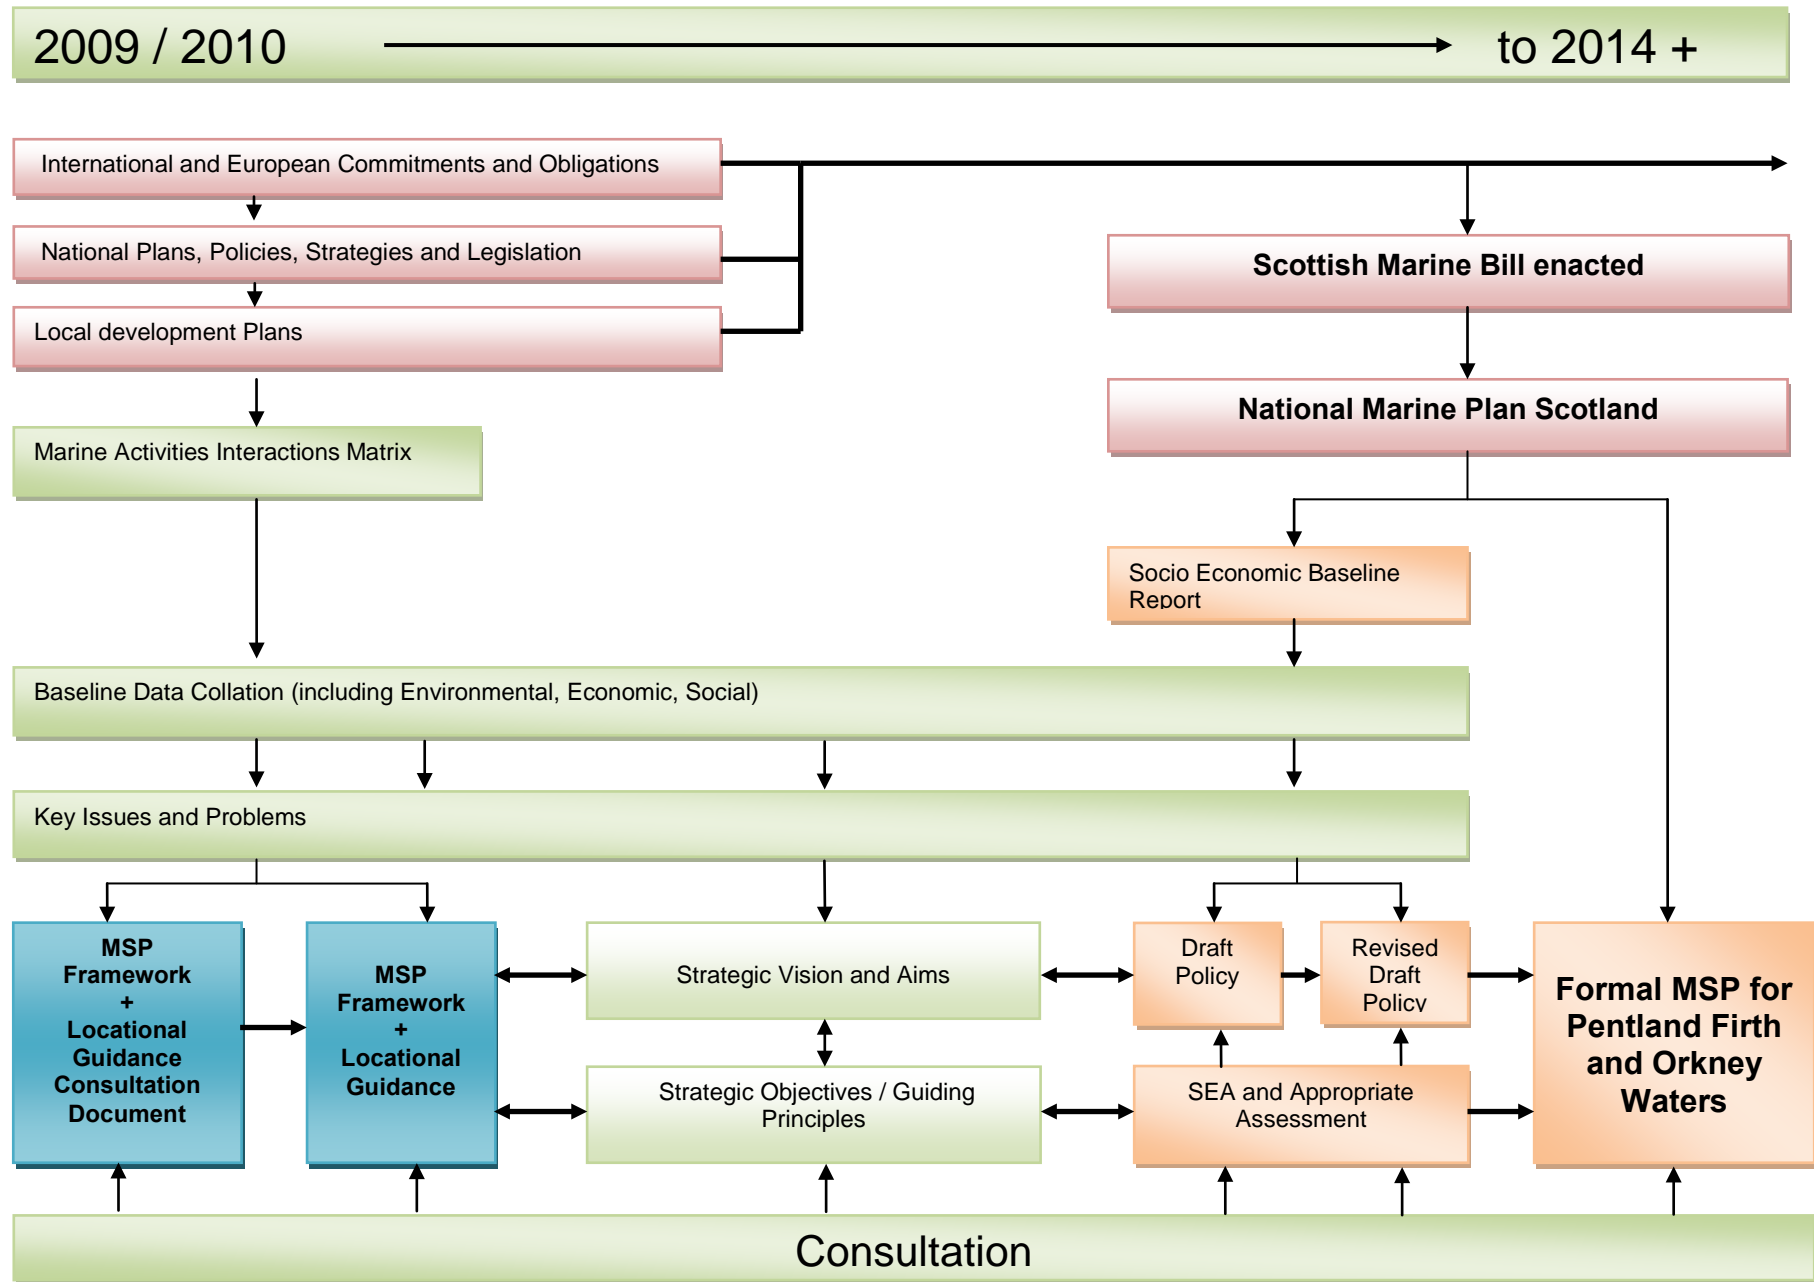 2009 / 2010
to 2014 +
International and European Commitments and Obligations
National Plans, Policies, Strategies and Legislation
Local development Plans
Scottish Marine Bill enacted
National Marine Plan Scotland
Marine Activities Interactions Matrix
Socio Economic Baseline
Report
Baseline Data Collation (including Environmental, Economic, Social)
Key Issues and Problems
MSP
Framework
+
Locational
Guidance
Consultation
Document
MSP
Framework
+
Locational
Guidance
Strategic Vision and Aims
Strategic Objectives / Guiding
Principles
Draft
Policy
Revised
Draft
Policy
SEA and Appropriate
Assessment
Formal MSP for
Pentland Firth
and Orkney
Waters
Consultation